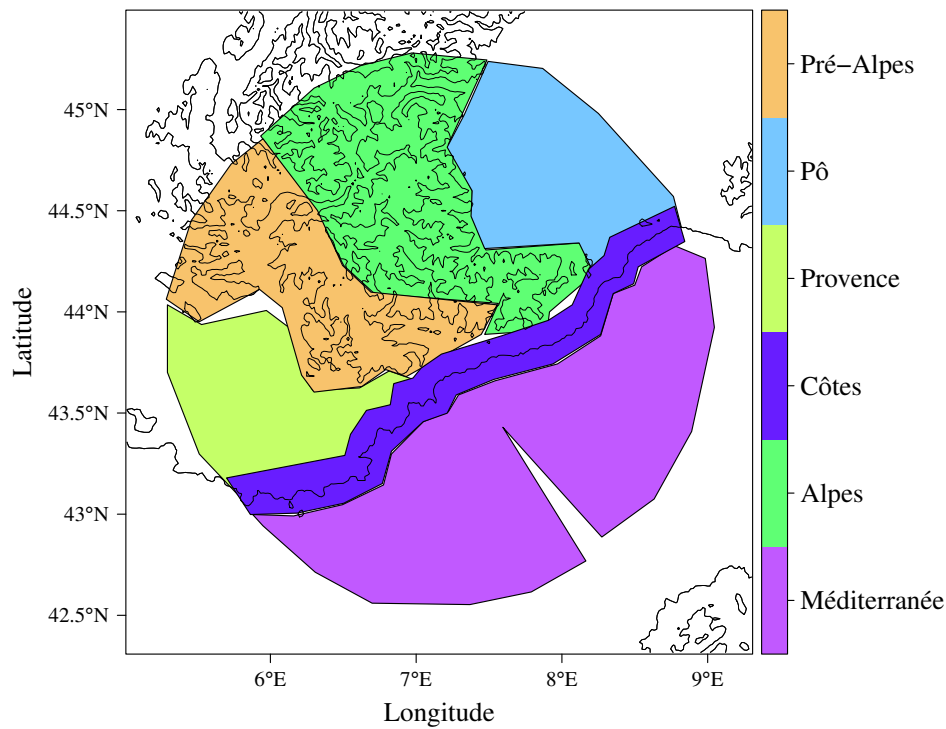 45°N
44.5°N
44°N
43.5°N
43°N
42.5°N
Latitude
6°E
7°E
8°E
9°E
Longitude
Pré−Alpes
Pô
Provence
Côtes
Alpes
Méditerranée